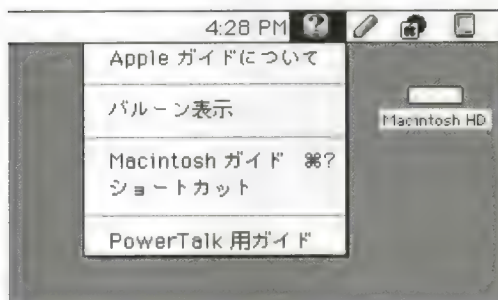 4:28 PM
Apple ガイドについて
バルーン表示
Macintosh HD
Macintosh ガイド ⌘?
ショートカット
PowerTalk 用ガイド